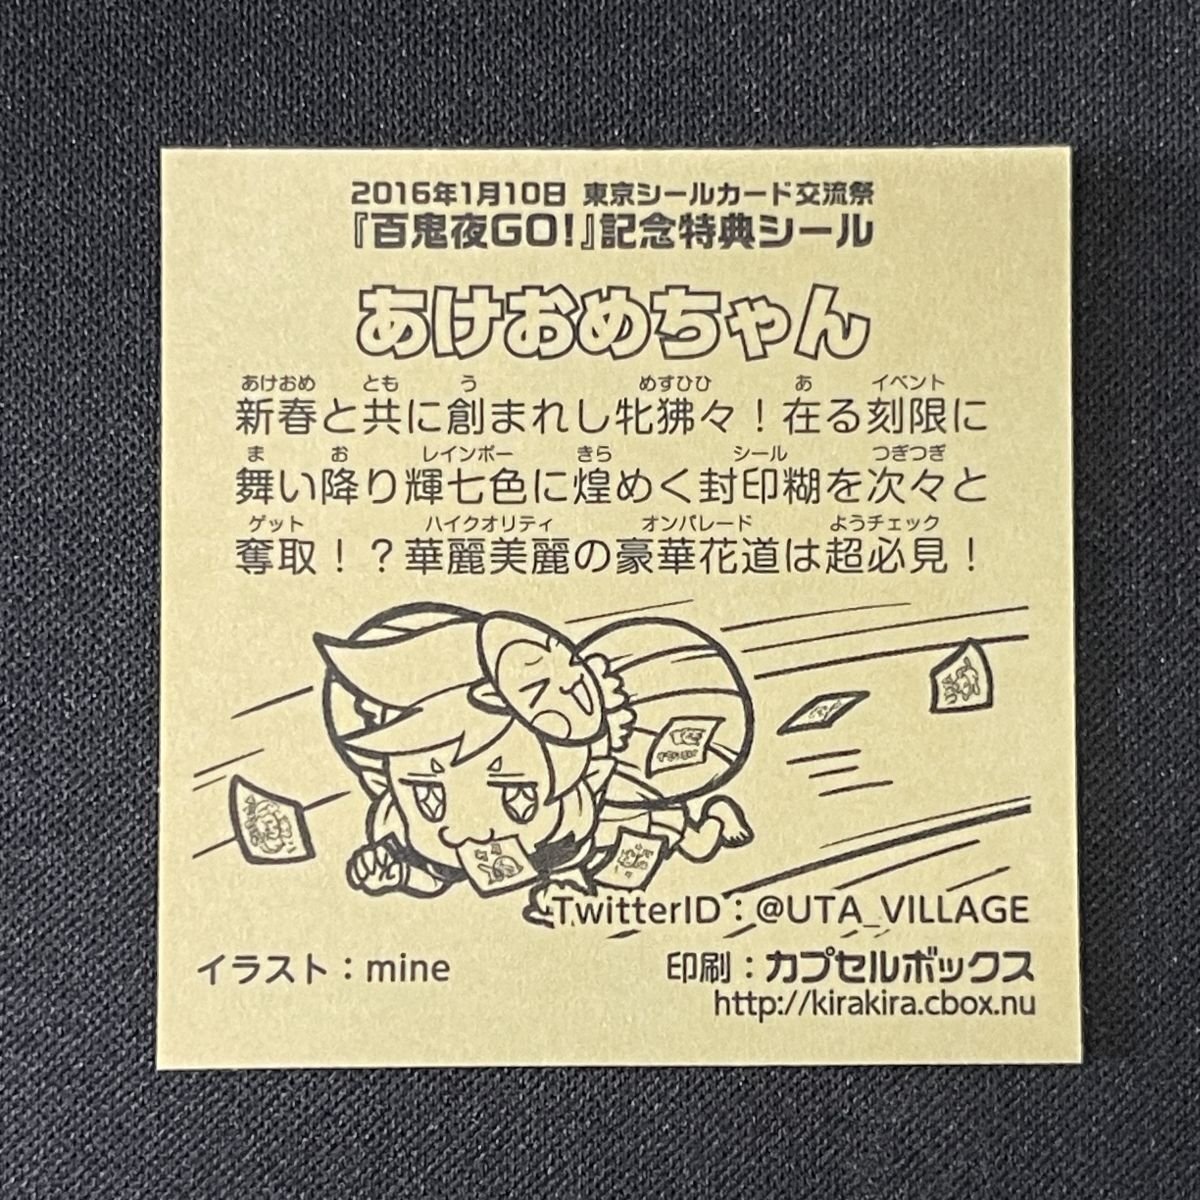 2016年1月10日 東京シールカード交流祭
『百鬼夜GO!』記念特典シール
あけおめちゃん
あけおめ とも う めすひひ あ イベント
新春と共に創まれし牝狒々！在る刻限に
ま お レインボー きら シール つぎつぎ
舞い降り輝七色に煌めく封印糊を次々と
ゲット ハイクオリティ オンパレード ようチェック
奪取！？華麗美麗の豪華花道は超必見！
TwitterID：@UTA_VILLAGE
イラスト：mine
印刷：カプセルボックス
http://kirakira.cbox.nu